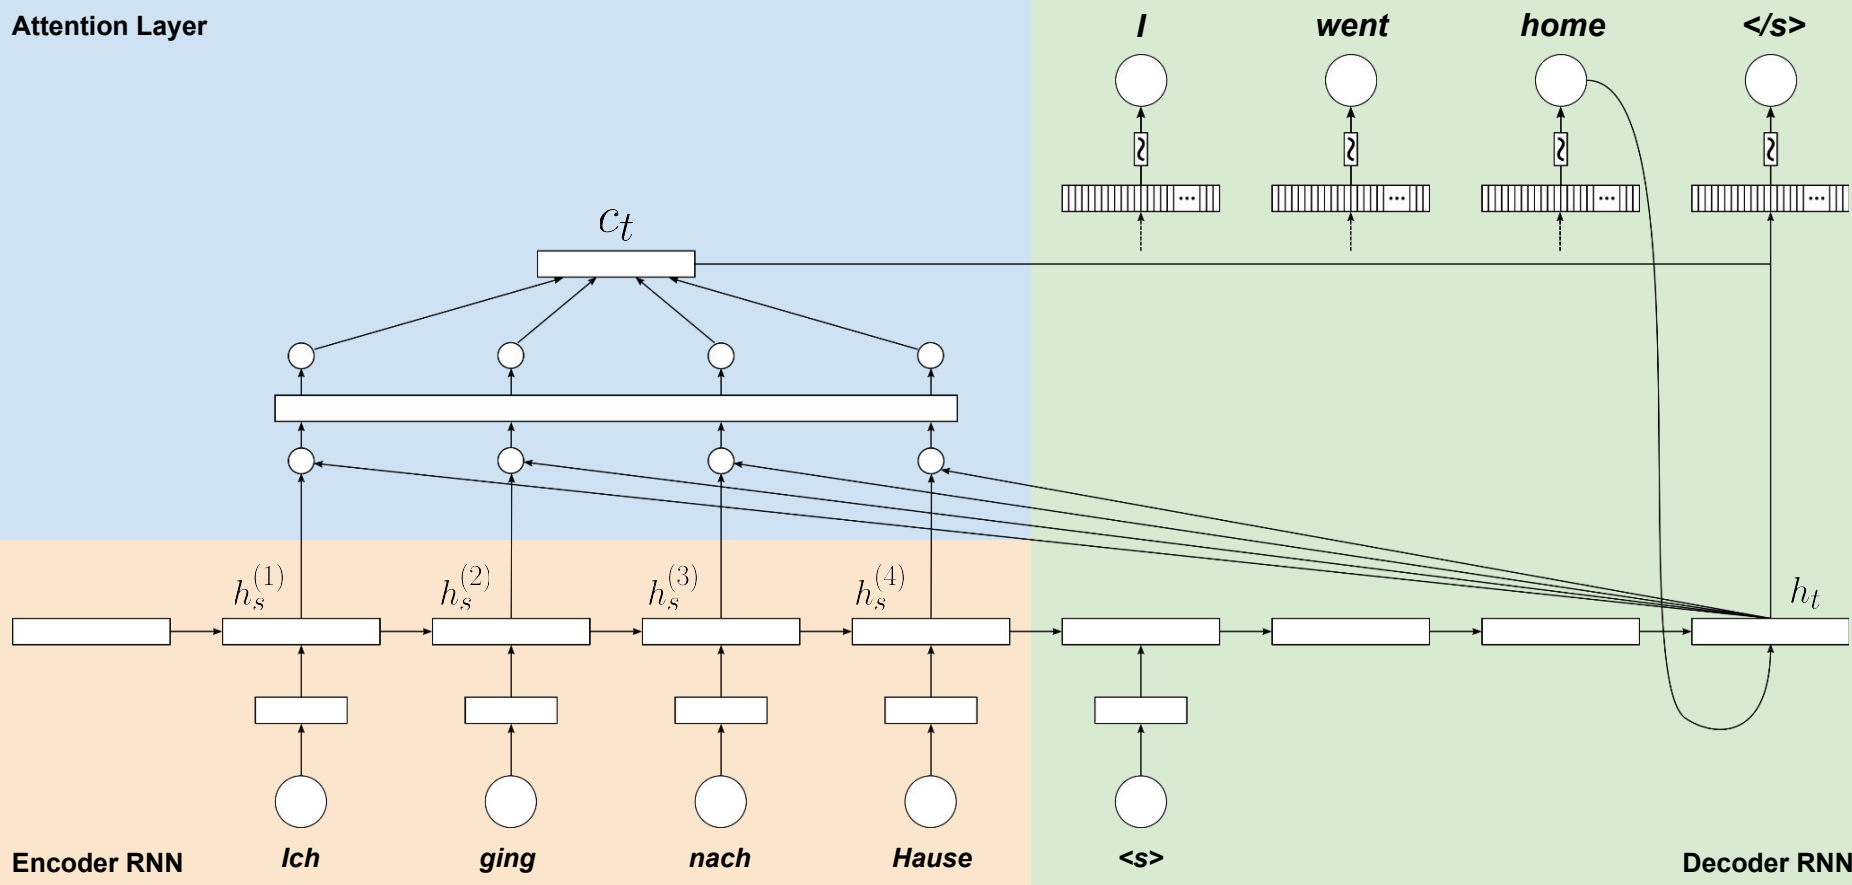 Attention Layer
I went home </s>
...
...
...
...
c_t
h_s^{(1)} h_s^{(2)} h_s^{(3)} h_s^{(4)} h_t
Ich ging nach Hause <s>
Encoder RNN
Decoder RNN